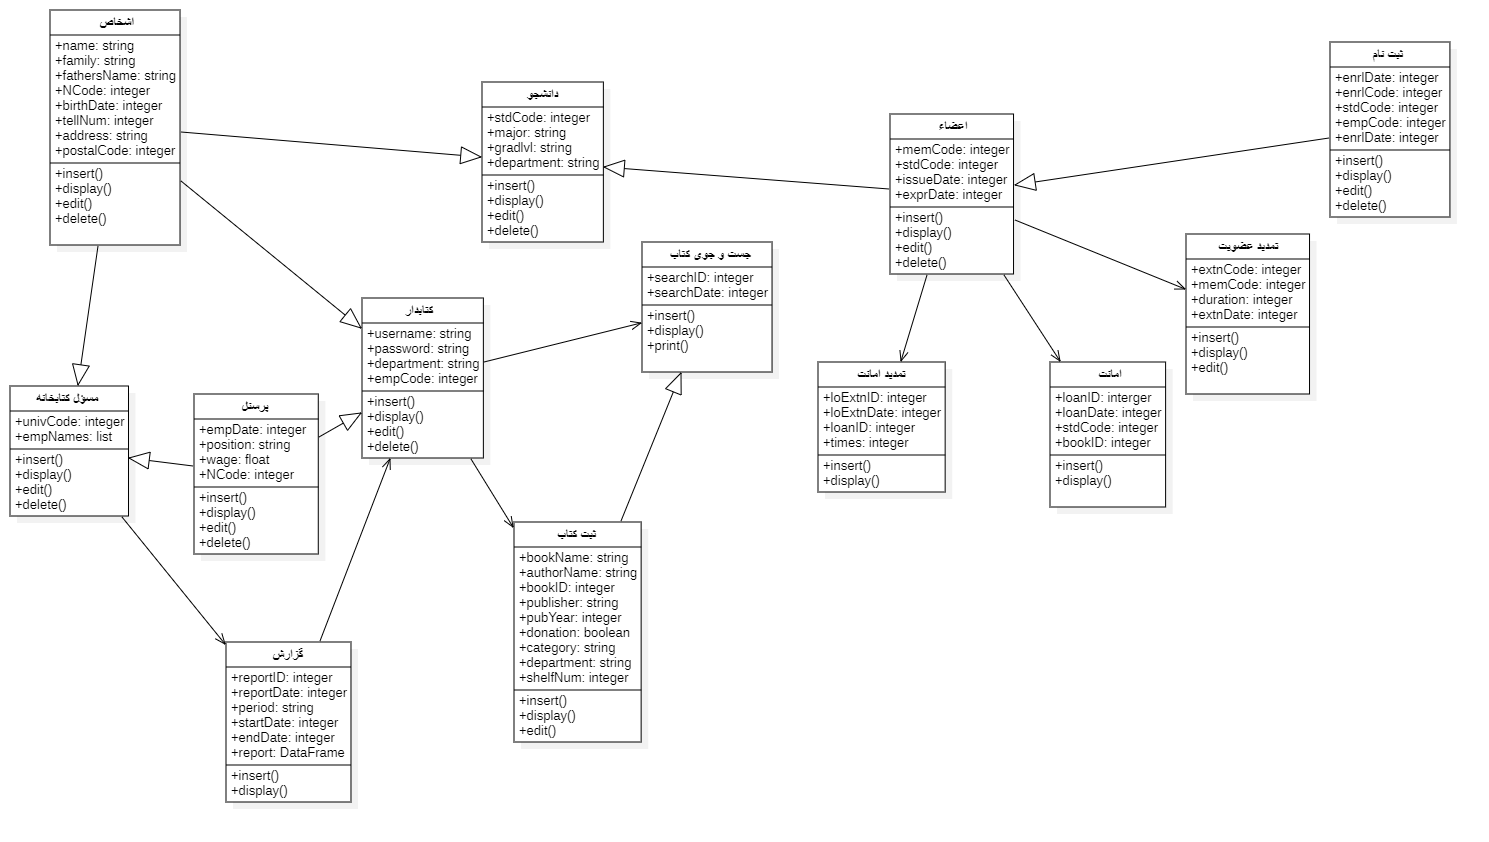 اشخاص
+name: string
+family: string
+fathersName: string
+NCode: integer
+birthDate: integer
+tellNum: integer
+address: string
+postalCode: integer
+insert()
+display()
+edit()
+delete()
دانشجو
+stdCode: integer
+major: string
+gradlvl: string
+department: string
+insert()
+display()
+edit()
+delete()
اعضاء
+memCode: integer
+stdCode: integer
+issueDate: integer
+exprDate: integer
+insert()
+display()
+edit()
+delete()
ثبت نام
+enrlDate: integer
+enrlCode: integer
+stdCode: integer
+empCode: integer
+enrlDate: integer
+insert()
+display()
+edit()
+delete()
تمدید عضویت
+extnCode: integer
+memCode: integer
+duration: integer
+extnDate: integer
+insert()
+display()
+edit()
جست و جوی کتاب
+searchID: integer
+searchDate: integer
+insert()
+display()
+print()
کتابدار
+username: string
+password: string
+department: string
+empCode: integer
+insert()
+display()
+edit()
+delete()
تمدید امانت
+loExtnID: integer
+loExtnDate: integer
+loanID: integer
+times: integer
+insert()
+display()
امانت
+loanID: interger
+loanDate: integer
+stdCode: integer
+bookID: integer
+insert()
+display()
مسؤل کتابخانه
+univCode: integer
+empNames: list
+insert()
+display()
+edit()
+delete()
پرسنل
+empDate: integer
+position: string
+wage: float
+NCode: integer
+insert()
+display()
+edit()
+delete()
ثبت کتاب
+bookName: string
+authorName: string
+bookID: integer
+publisher: string
+pubYear: integer
+donation: boolean
+category: string
+department: string
+shelfNum: integer
+insert()
+display()
+edit()
گزارش
+reportID: integer
+reportDate: integer
+period: string
+startDate: integer
+endDate: integer
+report: DataFrame
+insert()
+display()